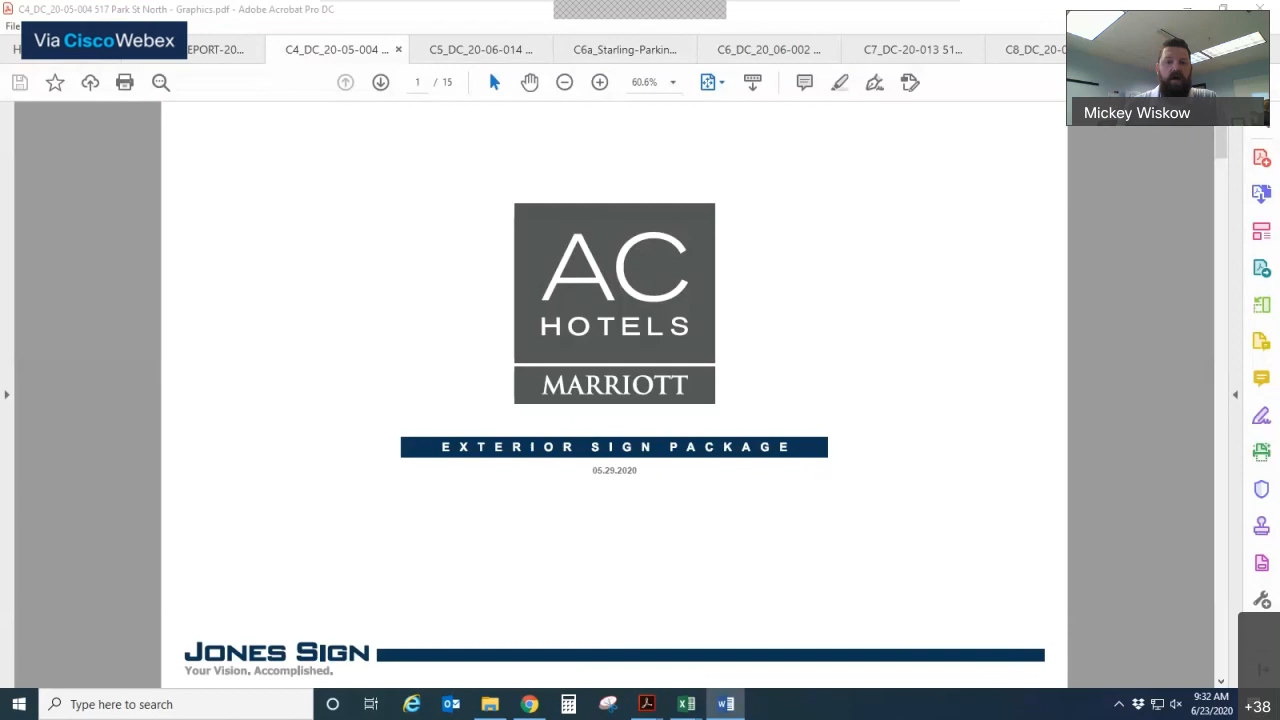 C4_DC_20-05-004 517 Park St North - Graphics.pdf - Adobe Acrobat Pro DC
File
Via Cisco Webex
EPORT-20...
C4_DC_20-05-004 ... ×
C5_DC_20-06-014 ...
C6a_Starling-Parkin...
C6_DC_20_06-002 ...
C7_DC-20-013 51...
C8_DC_20-0
1 / 15
60.6%
Mickey Wiskow
AC
HOTELS
MARRIOTT
EXTERIOR SIGN PACKAGE
05.29.2020
JONES SIGN
Your Vision. Accomplished.
Type here to search
9:32 AM
6/23/2020
+38